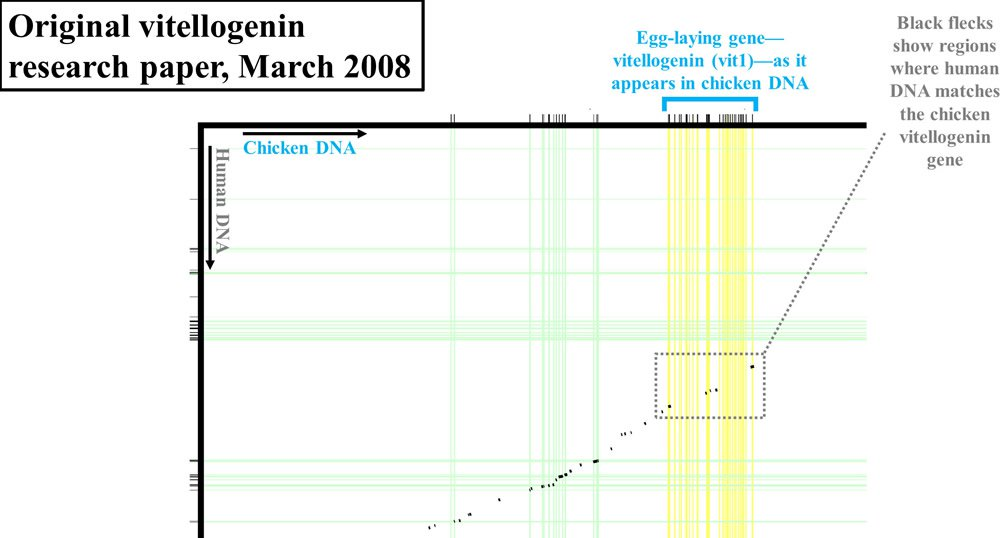 Original vitellogenin
research paper, March 2008
Egg-laying gene—
vitellogenin (vit1)—as it
appears in chicken DNA
Black flecks
show regions
where human
DNA matches
the chicken
vitellogenin
gene
Chicken DNA
Human DNA